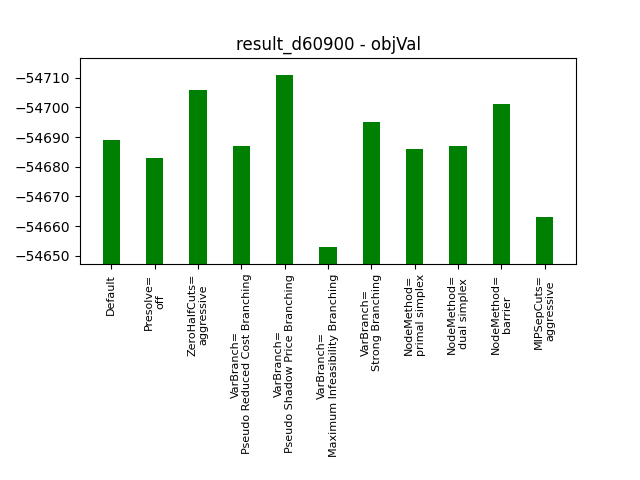 result_d60900 - objVal
−54710
−54700
−54690
−54680
−54670
−54660
−54650
Default
Presolve=
off
ZeroHalfCuts=
aggressive
VarBranch=
Pseudo Reduced Cost Branching
VarBranch=
Pseudo Shadow Price Branching
VarBranch=
Maximum Infeasibility Branching
VarBranch=
Strong Branching
NodeMethod=
primal simplex
NodeMethod=
dual simplex
NodeMethod=
barrier
MIPSepCuts=
aggressive